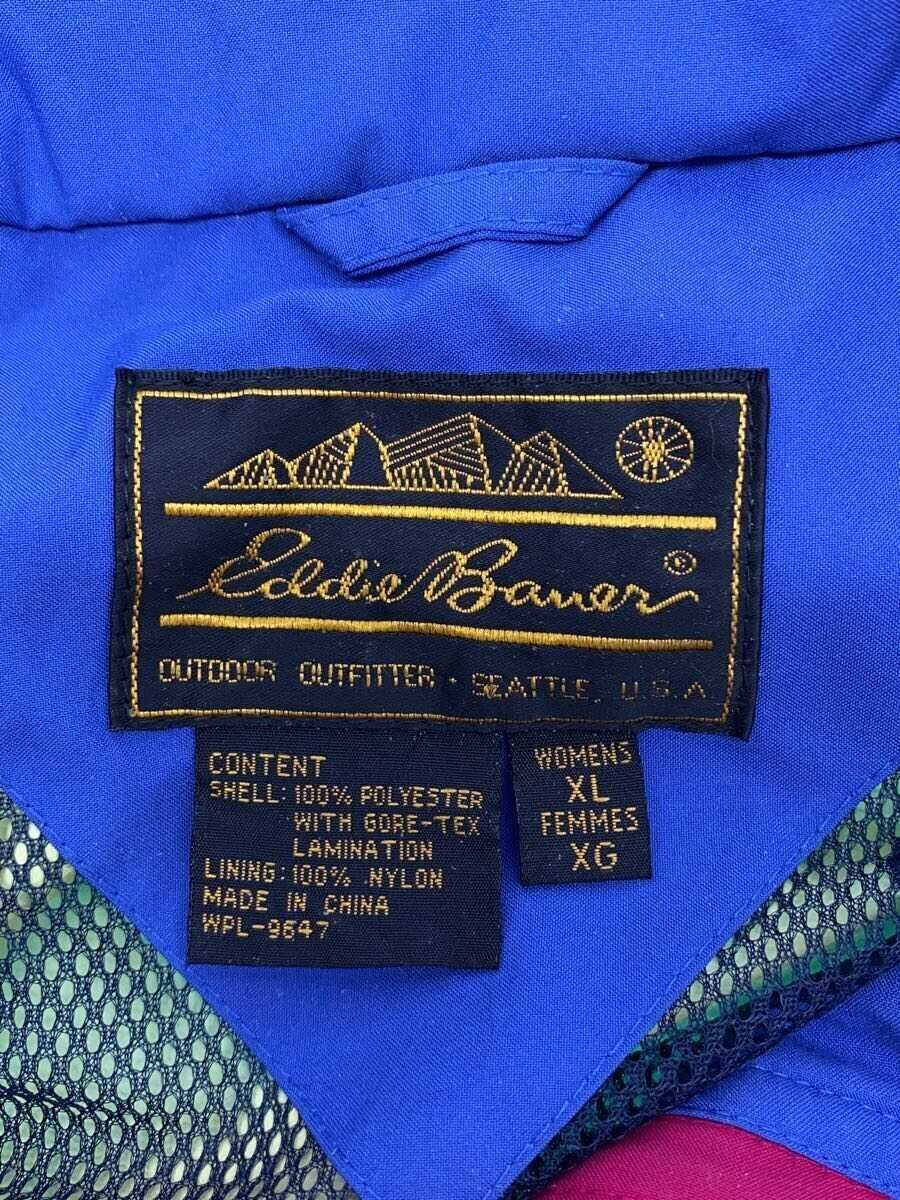 Eddie Bauer®
OUTDOOR OUTFITTER · SEATTLE, U.S.A
CONTENT
SHELL: 100% POLYESTER
WITH GORE-TEX
LAMINATION
LINING: 100% NYLON
MADE IN CHINA
WPL-9647
WOMENS
XL
FEMMES
XG